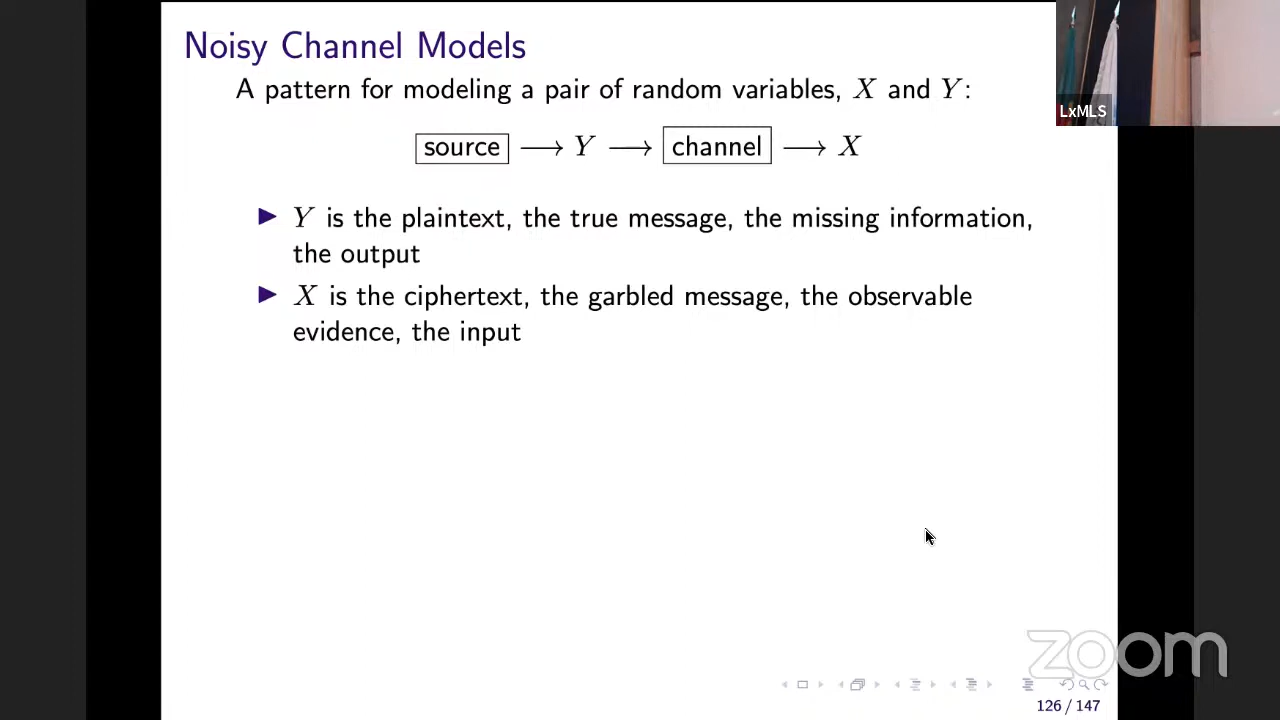 Noisy Channel Models
A pattern for modeling a pair of random variables, X and Y:
source → Y → channel → X
▶ Y is the plaintext, the true message, the missing information,
the output
▶ X is the ciphertext, the garbled message, the observable
evidence, the input
LxMLS
zoom
126 / 147